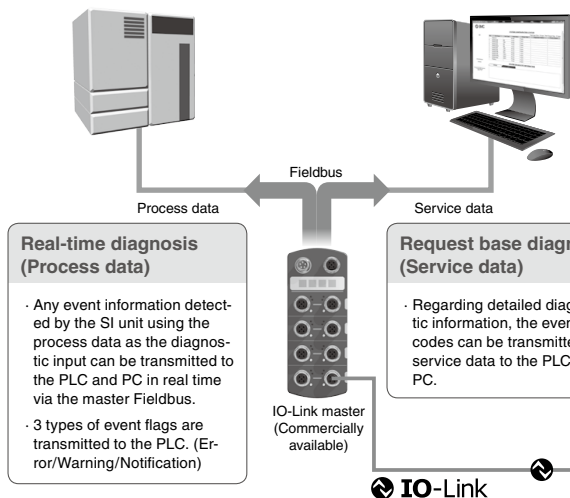 Fieldbus
Process data
Service data
Real-time diagnosis
(Process data)
· Any event information detect-
ed by the SI unit using the
process data as the diagnos-
tic input can be transmitted to
the PLC and PC in real time
via the master Fieldbus.
· 3 types of event flags are
transmitted to the PLC. (Er-
ror/Warning/Notification)
Request base diagn
(Service data)
· Regarding detailed diag
tic information, the even
codes can be transmitte
service data to the PLC
PC.
IO-Link master
(Commercially
available)
IO-Link